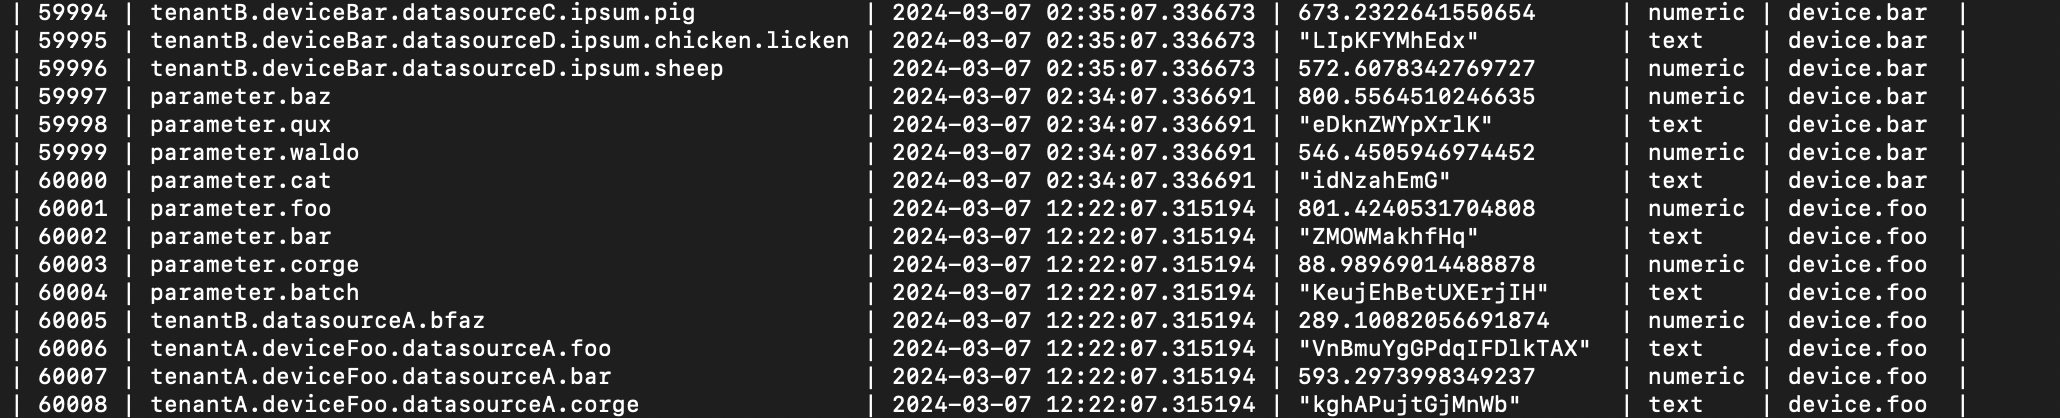 | 59994 | tenantB.deviceBar.datasourceC.ipsum.pig | 2024-03-07 02:35:07.336673 | 673.2322641550654 | numeric | device.bar |
| 59995 | tenantB.deviceBar.datasourceD.ipsum.chicken.licken | 2024-03-07 02:35:07.336673 | "LIpKFYMhEdx" | text | device.bar |
| 59996 | tenantB.deviceBar.datasourceD.ipsum.sheep | 2024-03-07 02:35:07.336673 | 572.6078342769727 | numeric | device.bar |
| 59997 | parameter.baz | 2024-03-07 02:34:07.336691 | 800.5564510246635 | numeric | device.bar |
| 59998 | parameter.qux | 2024-03-07 02:34:07.336691 | "eDknZWYpXrlK" | text | device.bar |
| 59999 | parameter.waldo | 2024-03-07 02:34:07.336691 | 546.4505946974452 | numeric | device.bar |
| 60000 | parameter.cat | 2024-03-07 02:34:07.336691 | "idNzahEmG" | text | device.bar |
| 60001 | parameter.foo | 2024-03-07 12:22:07.315194 | 801.4240531704808 | numeric | device.foo |
| 60002 | parameter.bar | 2024-03-07 12:22:07.315194 | "ZMOWMakhfHq" | text | device.foo |
| 60003 | parameter.corge | 2024-03-07 12:22:07.315194 | 88.98969014488878 | numeric | device.foo |
| 60004 | parameter.batch | 2024-03-07 12:22:07.315194 | "KeujEhBetUXErjIH" | text | device.foo |
| 60005 | tenantB.datasourceA.bfaz | 2024-03-07 12:22:07.315194 | 289.10082056691874 | numeric | device.foo |
| 60006 | tenantA.deviceFoo.datasourceA.foo | 2024-03-07 12:22:07.315194 | "VnBmuYgGPdqIFDlkTAX" | text | device.foo |
| 60007 | tenantA.deviceFoo.datasourceA.bar | 2024-03-07 12:22:07.315194 | 593.2973998349237 | numeric | device.foo |
| 60008 | tenantA.deviceFoo.datasourceA.corge | 2024-03-07 12:22:07.315194 | "kghAPujtGjMnWb" | text | device.foo |